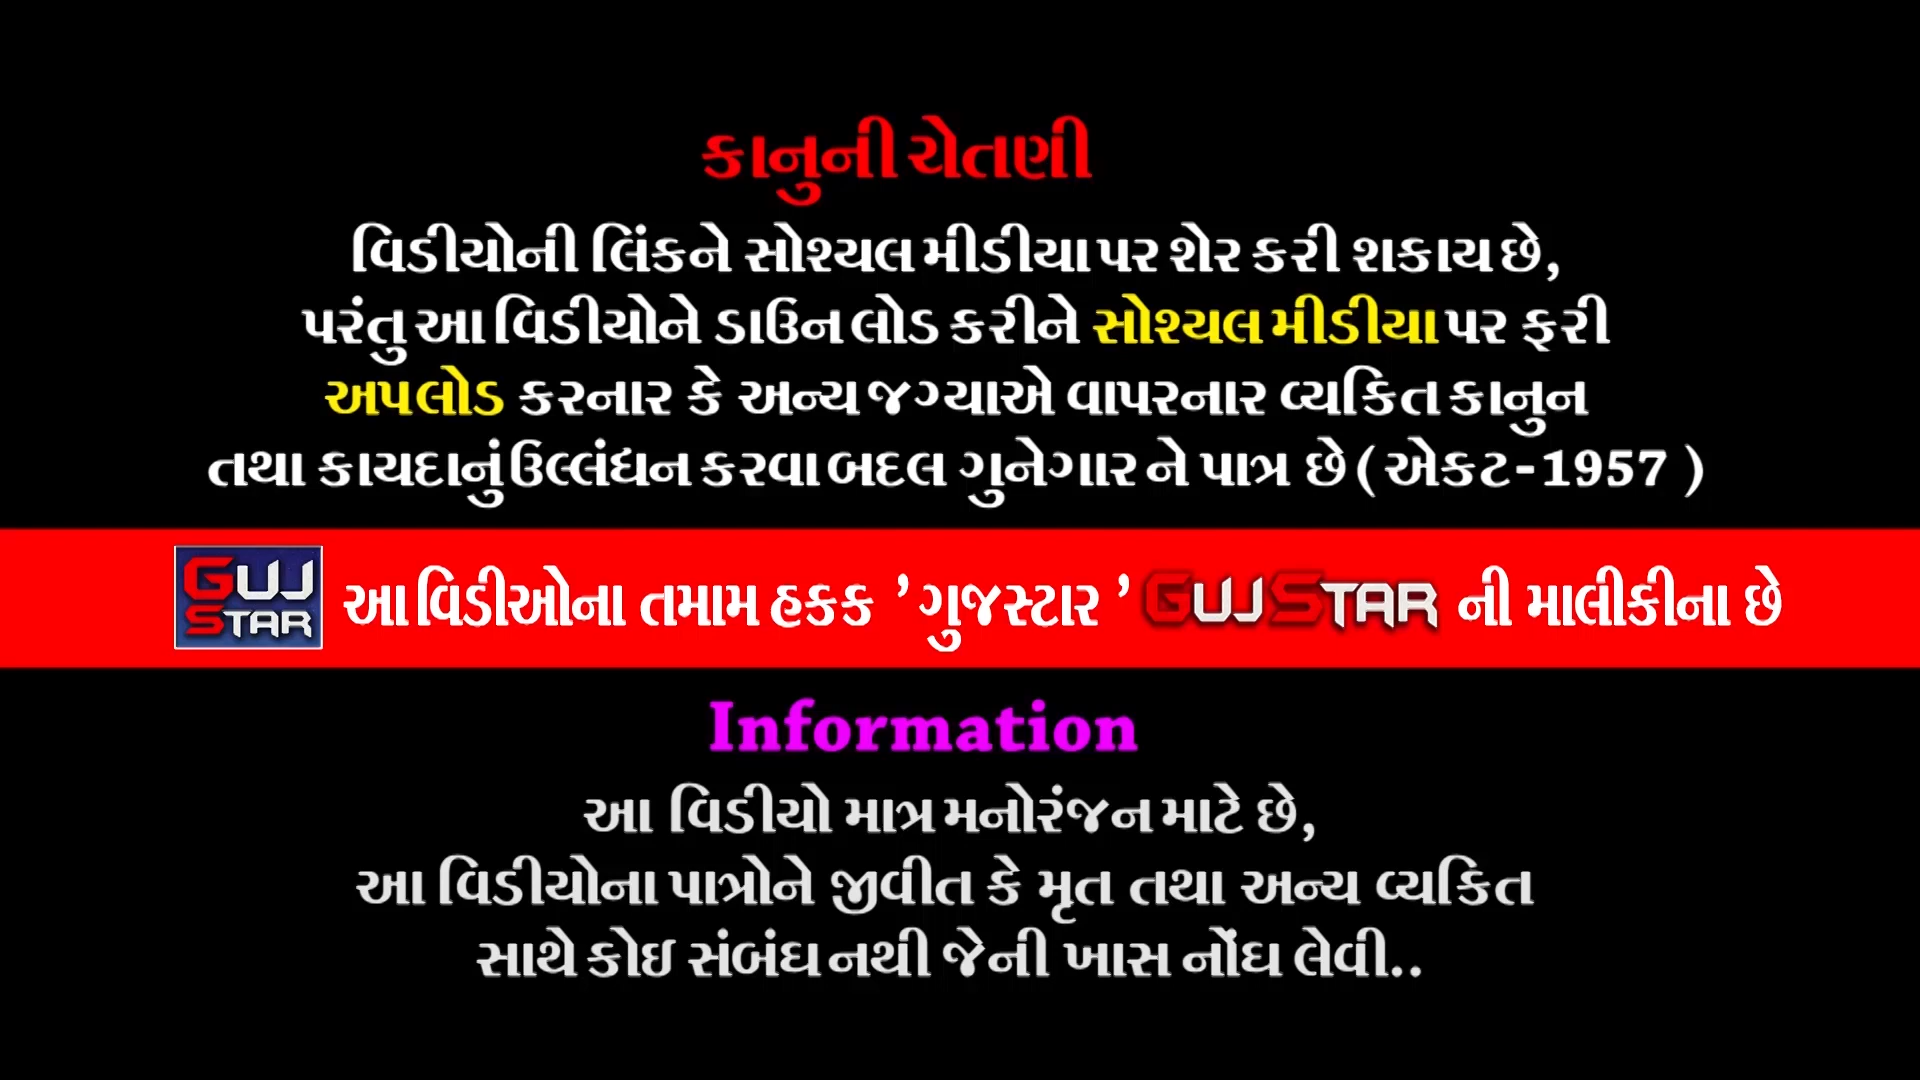 કાનુની ચેતણી
વિડીયોની લિંકને સોશ્યલ મીડીયા પર શેર કરી શકાય છે,
પરંતુ આ વિડીયોને ડાઉન લોડ કરીને સોશ્યલ મીડીયા પર ફરી
અપલોડ કરનાર કે અન્ય જગ્યાએ વાપરનાર વ્યકિત કાનુન
તથા કાયદાનું ઉલ્લંઘન કરવા બદલ ગુનેગાર ને પાત્ર છે ( એકટ-1957 )
GUJ STAR આ વિડીઓના તમામ હકક ’ ગુજસ્ટાર ’ GUJ STAR ની માલીકીના છે
Information
આ વિડીયો માત્ર મનોરંજન માટે છે,
આ વિડીયોના પાત્રોને જીવીત કે મૃત તથા અન્ય વ્યકિત
સાથે કોઇ સંબંઘ નથી જેની ખાસ નોંઘ લેવી..